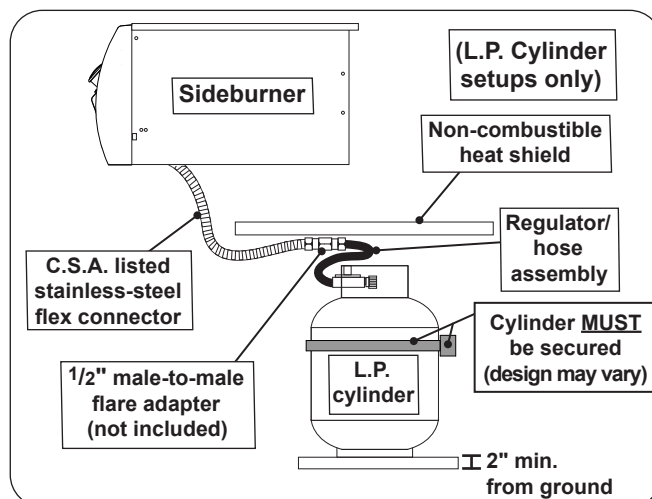 Sideburner
(L.P. Cylinder
setups only)
Non-combustible
heat shield
C.S.A. listed
stainless-steel
flex connector
Regulator/
hose
assembly
1/2" male-to-male
flare adapter
(not included)
L.P.
cylinder
Cylinder MUST
be secured
(design may vary)
2" min.
from ground